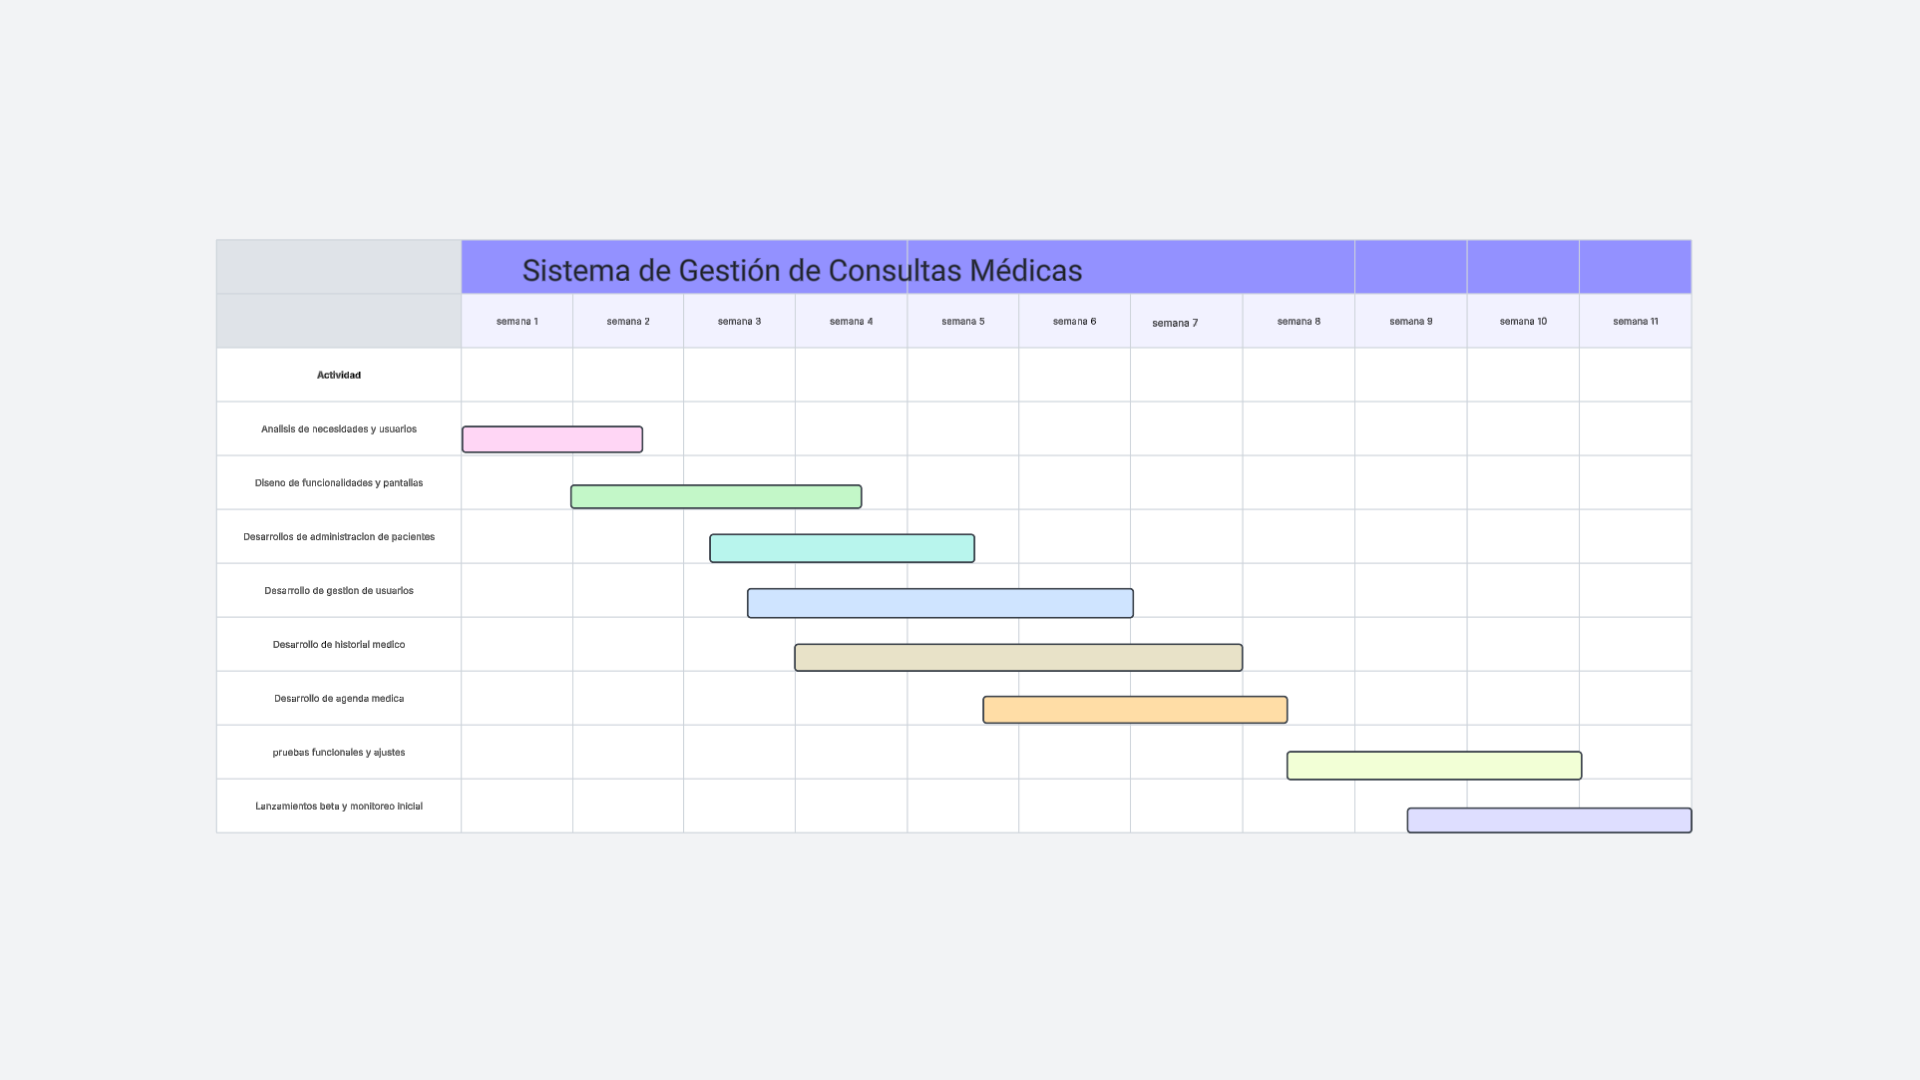 Sistema de Gestión de Consultas Médicas
semana 1
semana 2
semana 3
semana 4
semana 5
semana 6
semana 7
semana 8
semana 9
semana 10
semana 11
Actividad
Analisis de necesidades y usuarios
Diseno de funcionalidades y pantallas
Desarrollos de administracion de pacientes
Desarrollo de gestion de usuarios
Desarrollo de historial medico
Desarrollo de agenda medica
pruebas funcionales y ajustes
Lanzamientos beta y monitoreo inicial